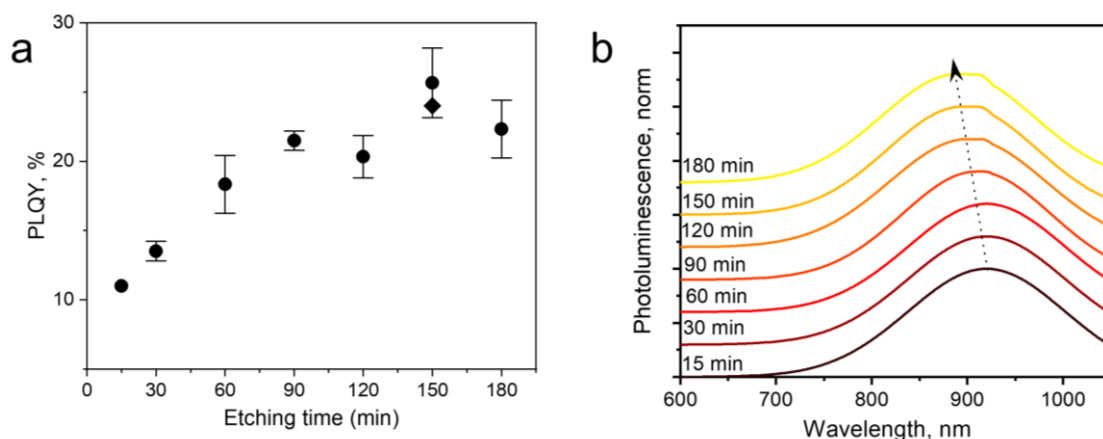 a
PLQY, %
30
20
10
0
30
60
90
120
150
180
Etching time (min)
b
Photoluminescence, norm
180 min
150 min
120 min
90 min
60 min
30 min
15 min
600
700
800
900
1000
Wavelength, nm